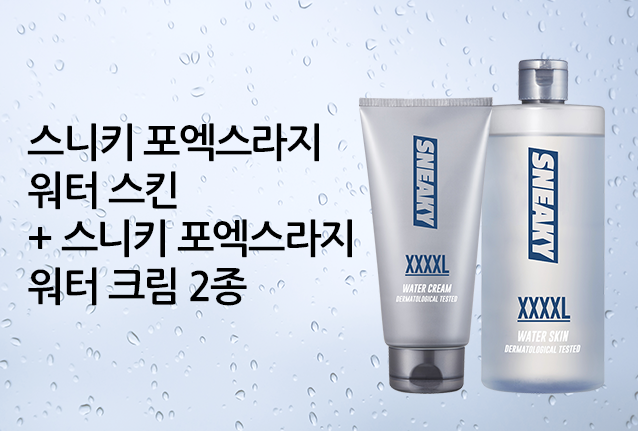 스니키 포엑스라지
워터 스킨
+ 스니키 포엑스라지
워터 크림 2종
SNEAKY
XXXXL
WATER CREAM
DERMATOLOGICAL TESTED
SNEAKY
XXXXL
WATER SKIN
DERMATOLOGICAL TESTED